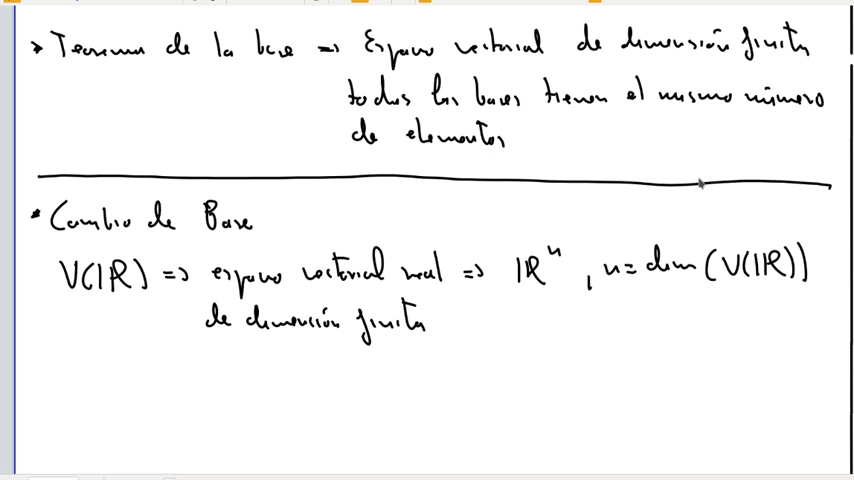 > Teorema de la base => Espacio vectorial de dimensión finita
todas las bases tienen el mismo número
de elementos
* Cambio de Base
V(ℝ) => espacio vectorial real => ℝⁿ, n = dim (V(ℝ))
de dimensión finita